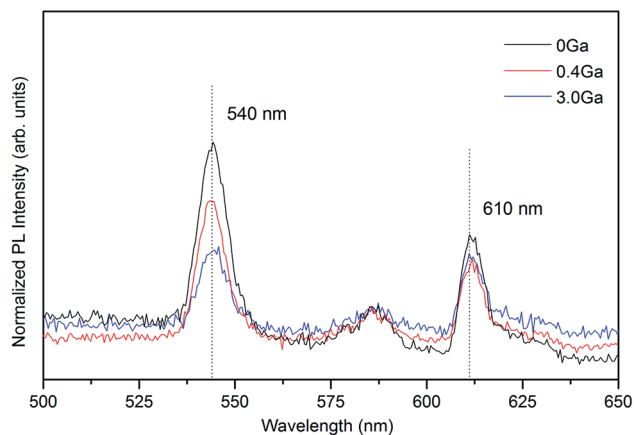 0Ga
0.4Ga
3.0Ga
540 nm
610 nm
Normalized PL Intensity (arb. units)
500 525 550 575 600 625 650
Wavelength (nm)